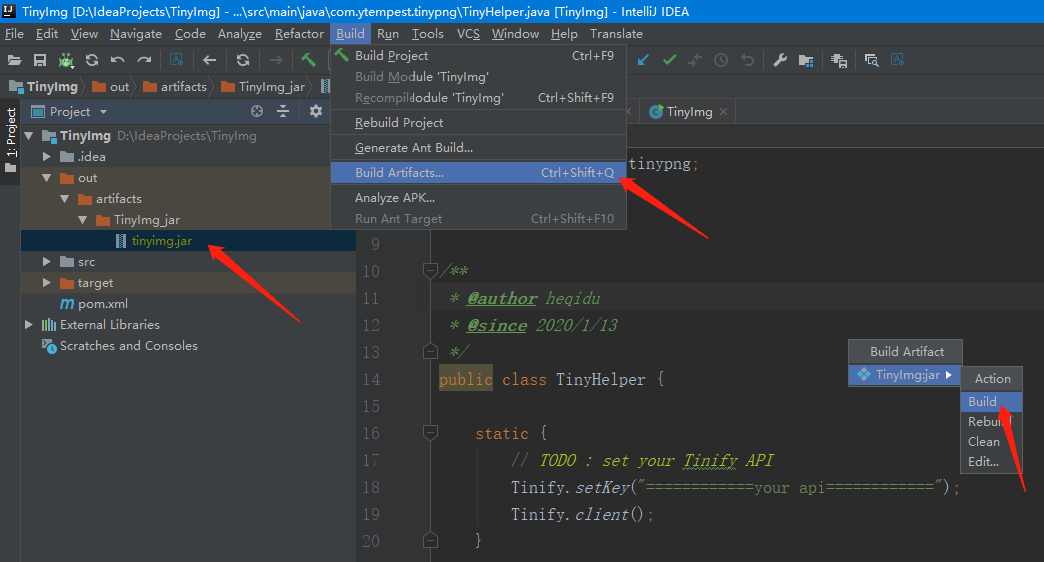 TinyImg [D:\IdeaProjects\TinyImg] - ...\src\main\java\com.ytempest.tinypng\TinyHelper.java [TinyImg] - IntelliJ IDEA
File Edit View Navigate Code Analyze Refactor Build Run Tools VCS Window Help Translate
TinyImg out artifacts TinyImg_jar
1: Project
Project
TinyImg D:\IdeaProjects\TinyImg
.idea
out
artifacts
TinyImg_jar
tinyimg.jar
src
target
pom.xml
External Libraries
Scratches and Consoles
Build Project Ctrl+F9
Build Module 'TinyImg'
Recompile Module 'TinyImg' Ctrl+Shift+F9
Rebuild Project
Generate Ant Build...
Build Artifacts... Ctrl+Shift+Q
Analyze APK...
Run Ant Target Ctrl+Shift+F10
TinyImg
tinypng;
9
10 /**
11 * @author heqidu
12 * @since 2020/1/13
13 */
14 public class TinyHelper {
15
16 static {
17 // TODO : set your Tinify API
18 Tinify.setKey("============your api============");
19 Tinify.client();
20 }
Build Artifact
TinyImg:jar
Action
Build
Rebuild
Clean
Edit...